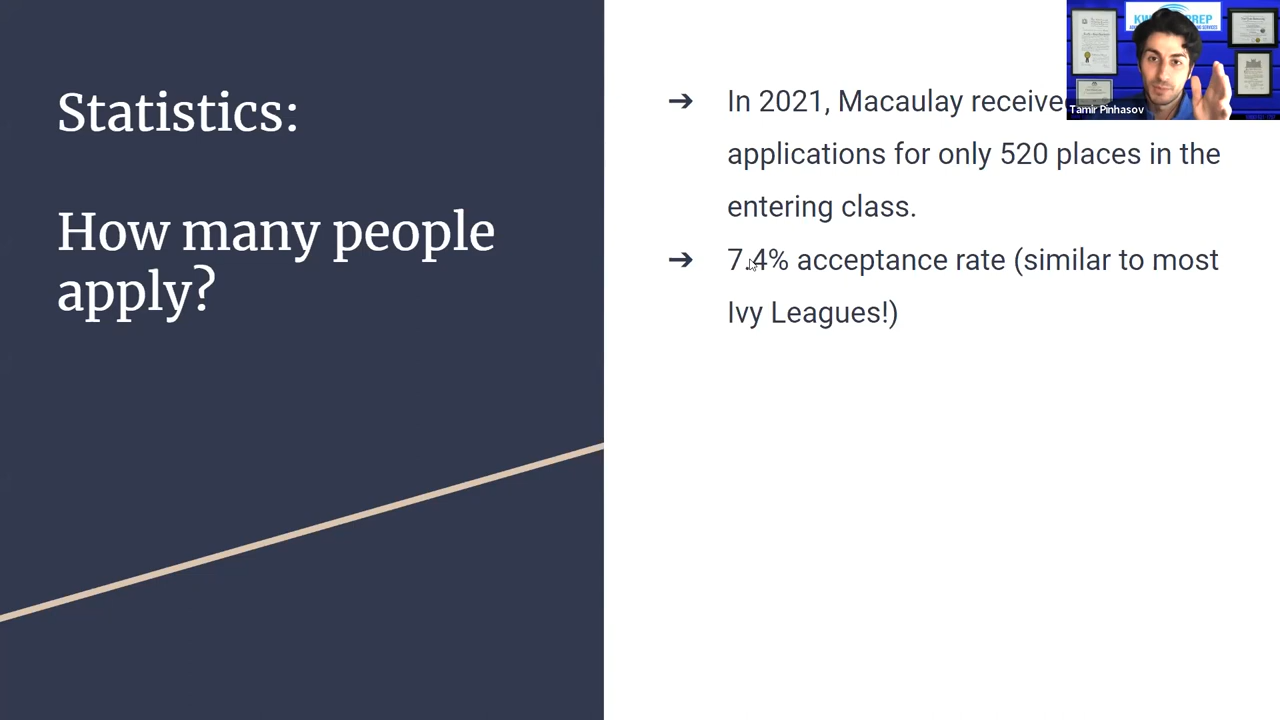 Statistics:
How many people
apply?
➔ In 2021, Macaulay receive
applications for only 520 places in the
entering class.
➔ 7.4% acceptance rate (similar to most
Ivy Leagues!)
PREP
Tamir Pinhasov